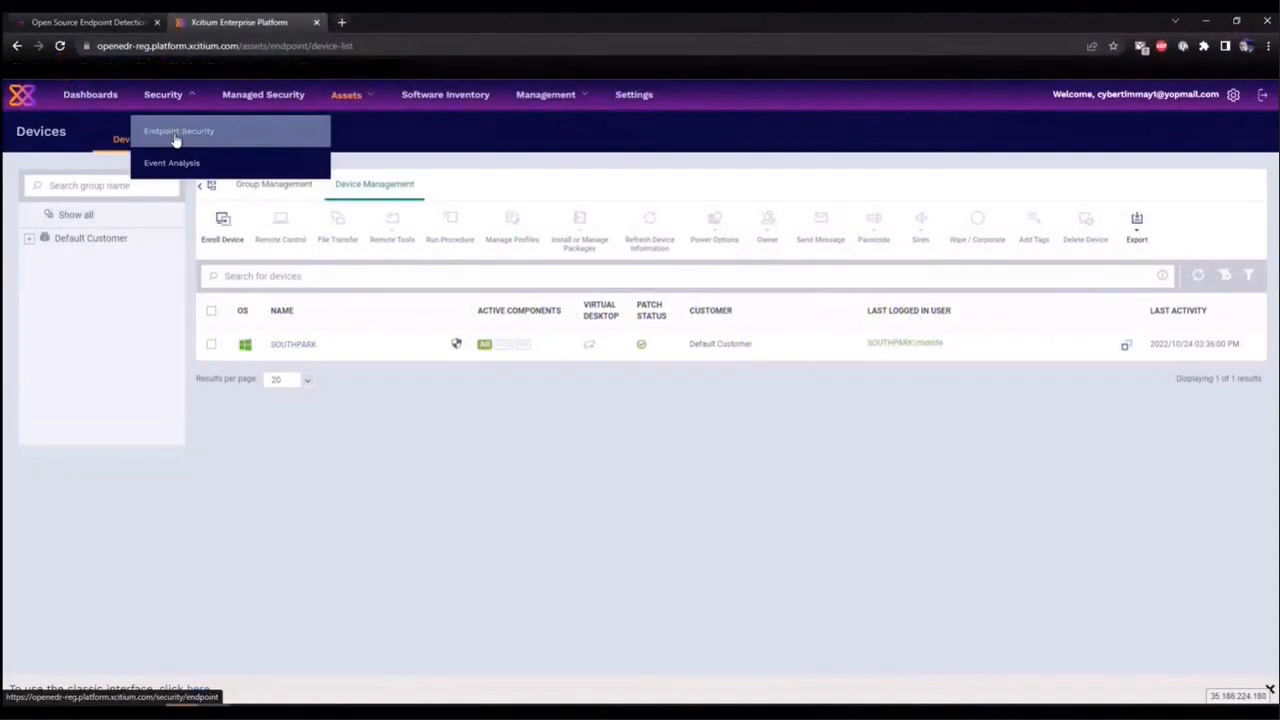 Open Source Endpoint Detectio
Xcitium Enterprise Platform
openedr-reg.platform.xcitium.com/assets/endpoint/device-list
Dashboards Security Managed Security Assets Software Inventory Management Settings Welcome, cybertimmay1@yopmail.com
Devices Dev
Endpoint Security
Event Analysis
Search group name
Show all
Default Customer
Group Management Device Management
Enroll Device Remote Control File Transfer Remote Tools Run Procedure Manage Profiles Install or Manage Packages Refresh Device Information Power Options Owner Send Message Passcode Siren Wipe / Corporate Add Tags Delete Device Export
Search for devices
OS NAME ACTIVE COMPONENTS VIRTUAL DESKTOP PATCH STATUS CUSTOMER LAST LOGGED IN USER LAST ACTIVITY
SOUTHPARK AG Default Customer 2022/10/24 03:36:00 PM
Results per page 20 Displaying 1 of 1 results
To use the classic interface, click here
https://openedr-reg.platform.xcitium.com/security/endpoint
35.186.224.180